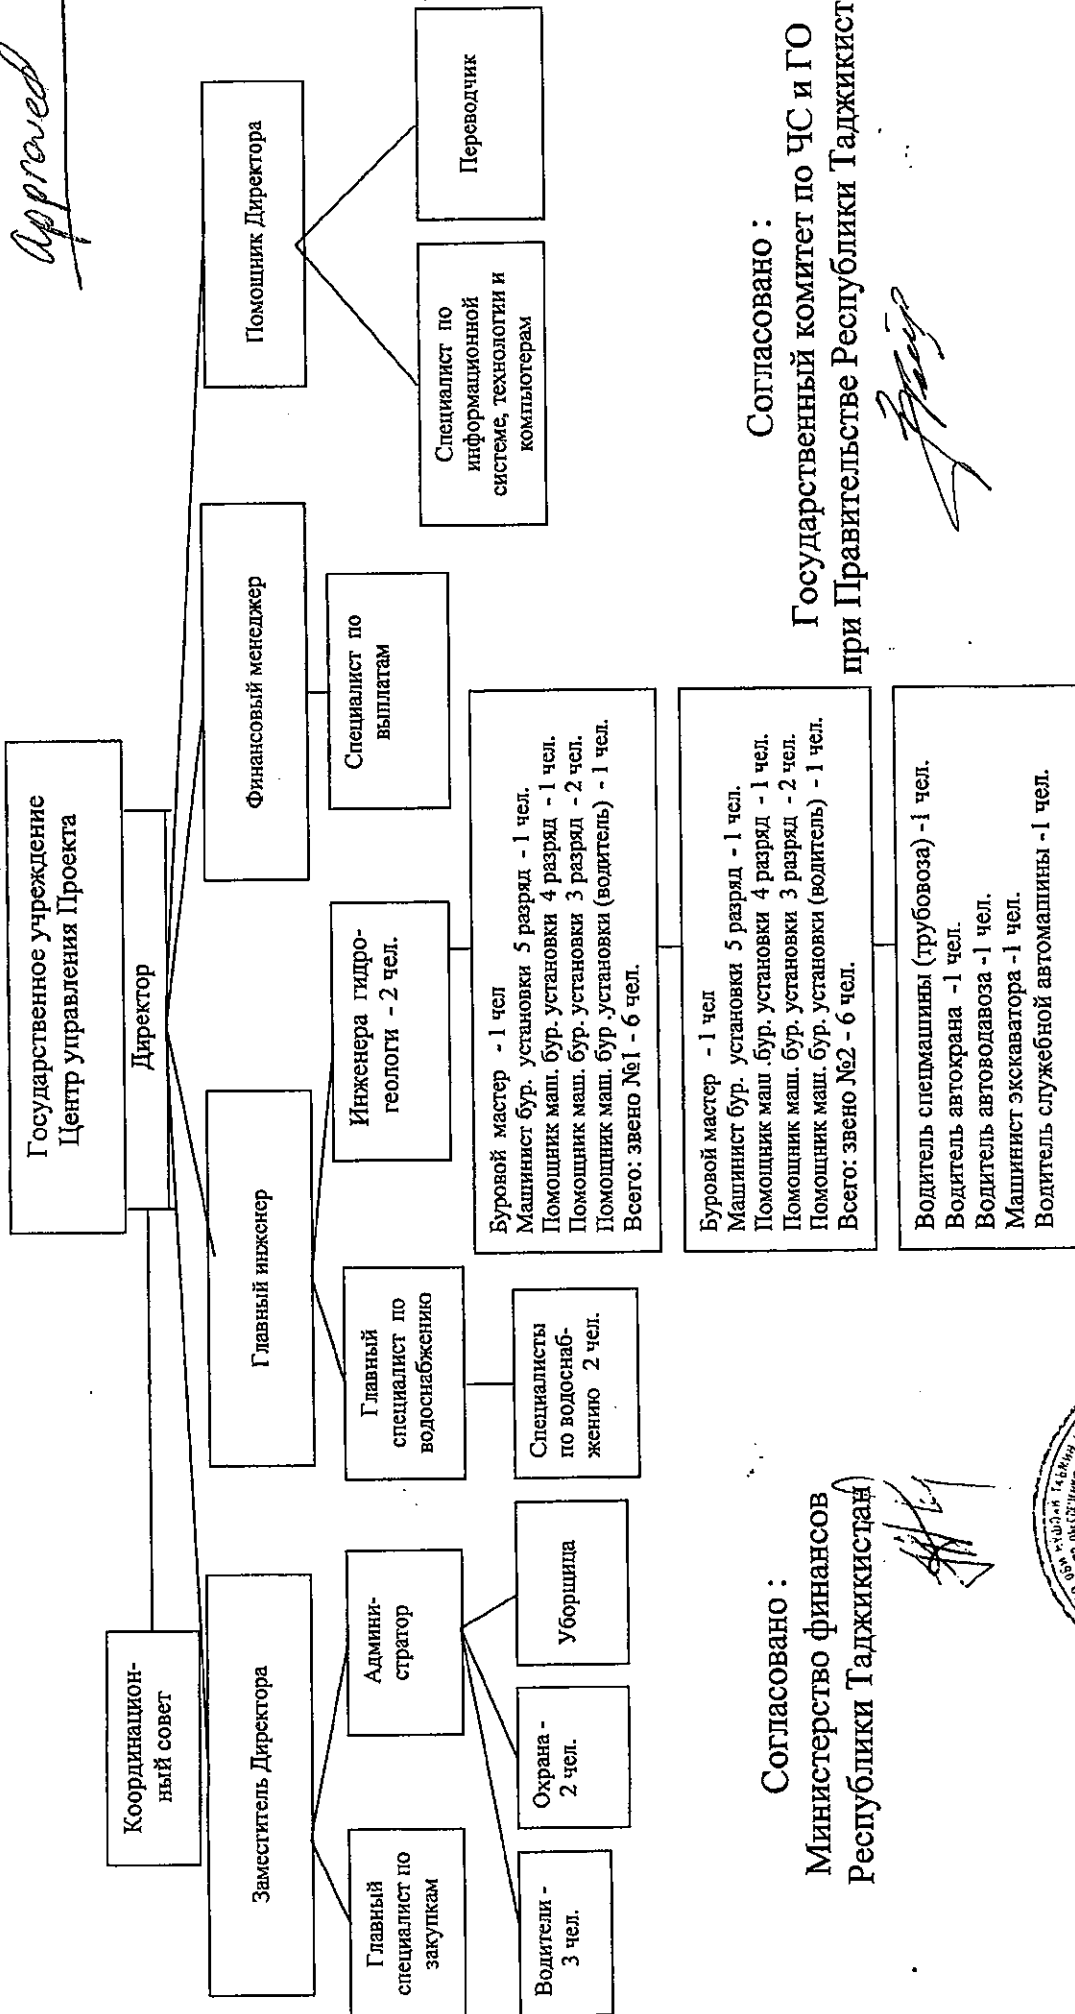 Approved
Государственное учреждение
Центр управления Проекта
Директор
Координацион-
ный совет
Заместитель Директора
Главный инженер
Финансовый менеджер
Помощник Директора
Главный
специалист по
закупкам
Админи-
стратор
Главный
специалист по
водоснабжению
Инженера гидро-
геологи - 2 чел.
Специалист по
выплатам
Специалист по
информационной
системе, технологии и
компьютерам
Переводчик
Водители -
3 чел.
Охрана -
2 чел.
Уборщица
Специалисты
по водоснаб-
жению 2 чел.
Буровой мастер - 1 чел
Машинист бур. установки 5 разряд - 1 чел.
Помощник маш. бур. установки 4 разряд - 1 чел.
Помощник маш. бур. установки 3 разряд - 2 чел.
Помощник маш. бур .установки (водитель) - 1 чел.
Всего: звено №1 - 6 чел.
Буровой мастер - 1 чел
Машинист бур. установки 5 разряд - 1 чел.
Помощник маш. бур. установки 4 разряд - 1 чел.
Помощник маш. бур. установки 3 разряд - 2 чел.
Помощник маш. бур. установки (водитель) - 1 чел.
Всего: звено №2 - 6 чел.
Водитель спецмашины (трубовоза) -1 чел.
Водитель автокрана -1 чел.
Водитель автоводавоза -1 чел.
Машинист экскаватора -1 чел.
Водитель служебной автомашины -1 чел.
Согласовано :
Министерство финансов
Республики Таджикистан
Согласовано :
Государственный комитет по ЧС и ГО
при Правительстве Республики Таджикист